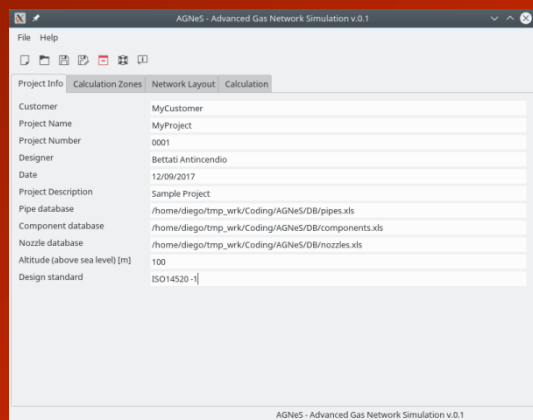 AGNeS - Advanced Gas Network Simulation v.0.1
File Help
Project Info Calculation Zones Network Layout Calculation
Customer MyCustomer
Project Name MyProject
Project Number 0001
Designer Bettati Antincendio
Date 12/09/2017
Project Description Sample Project
Pipe database /home/diego/tmp_wrk/Coding/AGNeS/DB/pipes.xls
Component database /home/diego/tmp_wrk/Coding/AGNeS/DB/components.xls
Nozzle database /home/diego/tmp_wrk/Coding/AGNeS/DB/nozzles.xls
Altitude (above sea level) [m] 100
Design standard ISO14520-1
AGNeS - Advanced Gas Network Simulation v.0.1